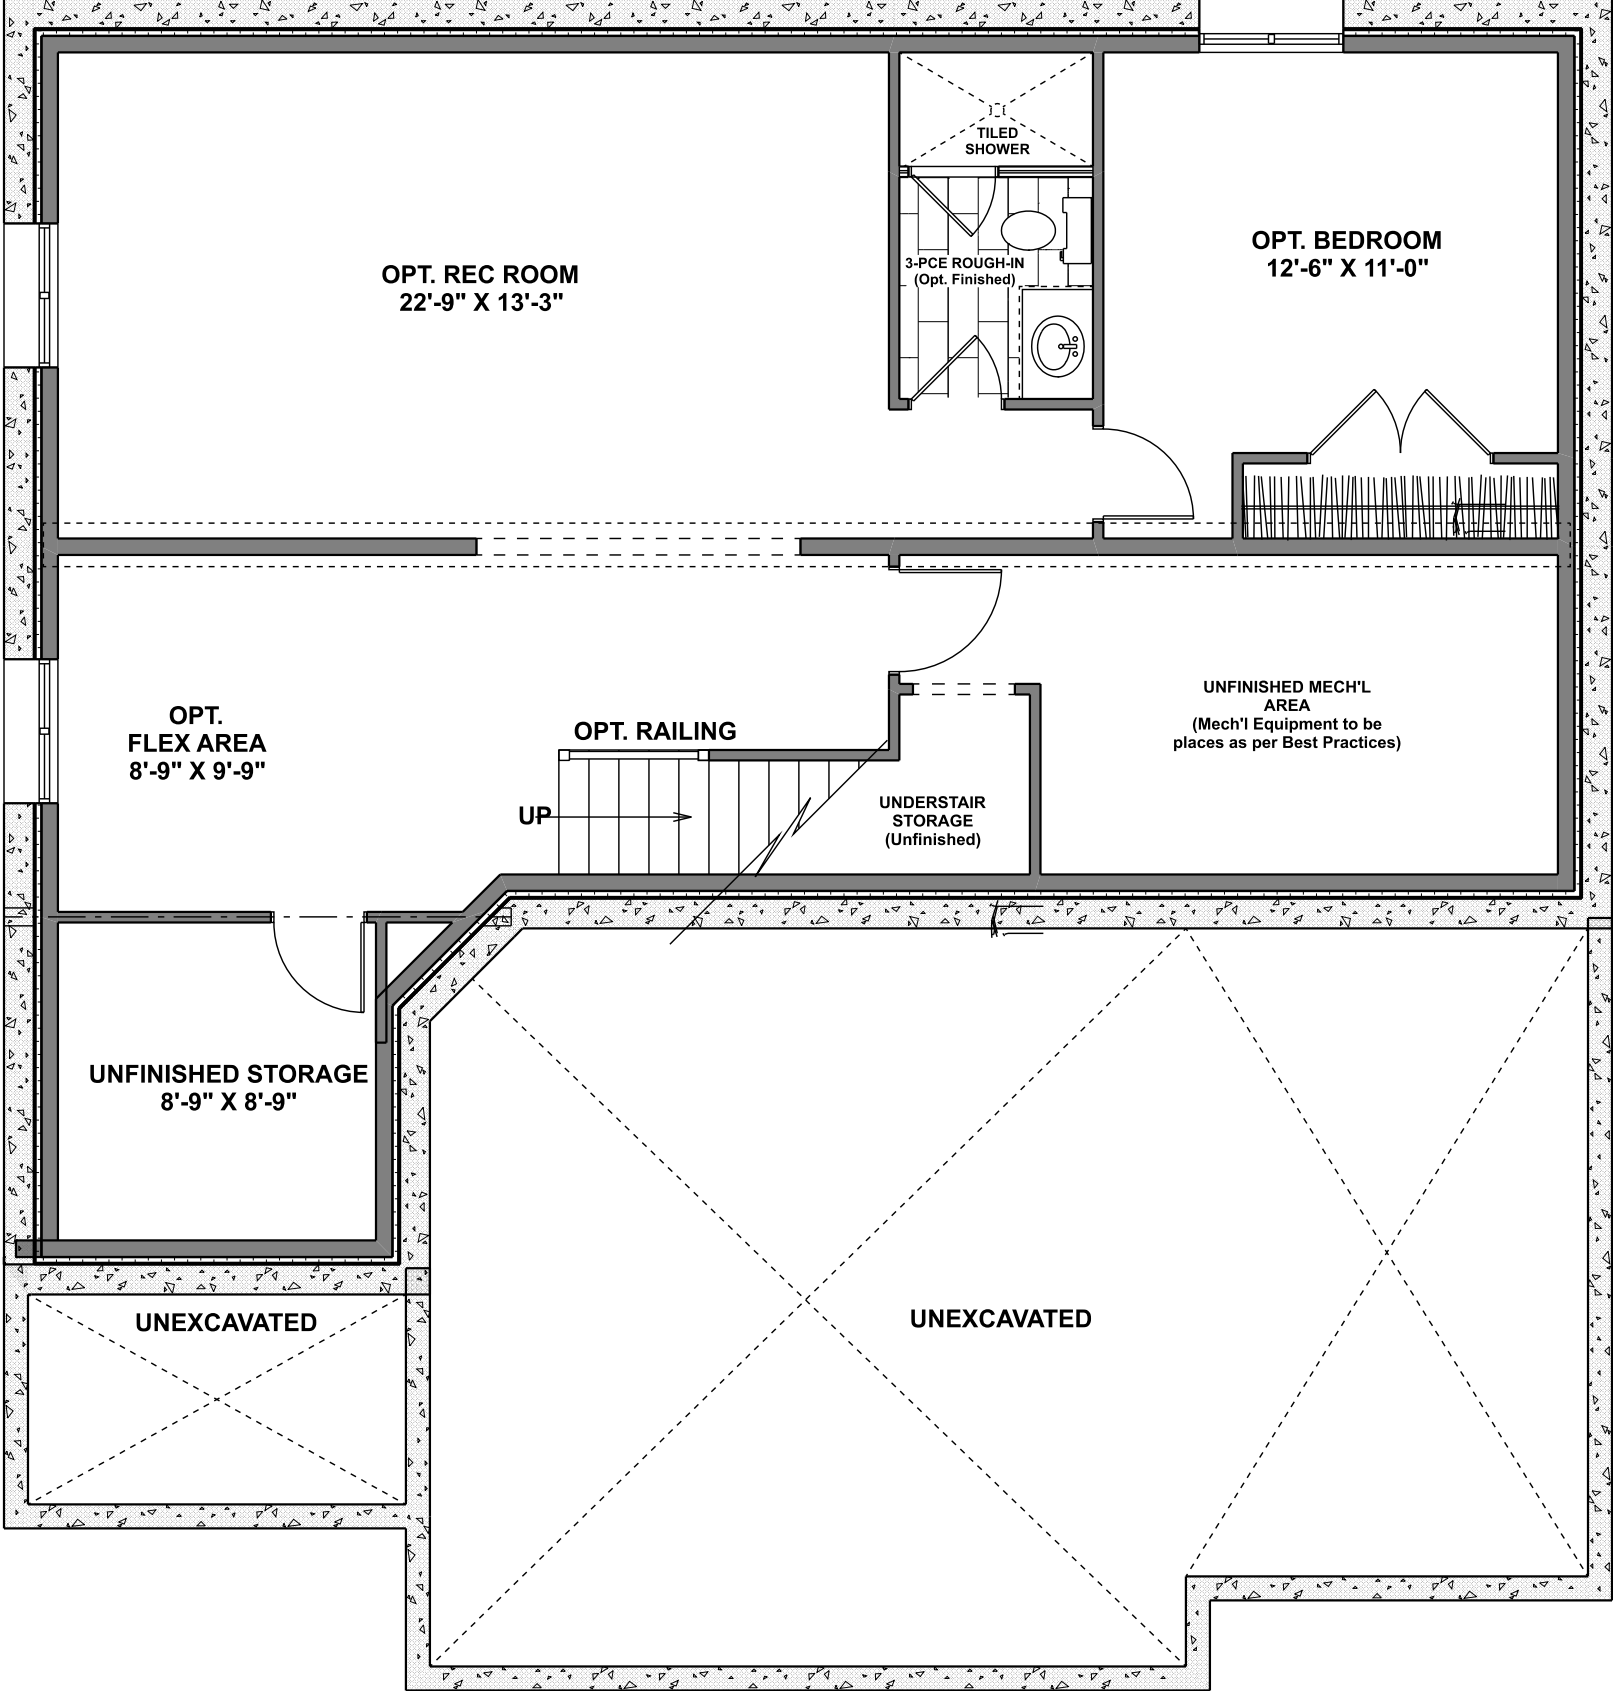 TILED
SHOWER
OPT. BEDROOM
12'-6" X 11'-0"
OPT. REC ROOM
22'-9" X 13'-3"
3-PCE ROUGH-IN
(Opt. Finished)
UNFINISHED MECH'L
AREA
(Mech'l Equipment to be
places as per Best Practices)
OPT.
FLEX AREA
8'-9" X 9'-9"
OPT. RAILING
UP
UNDERSTAIR
STORAGE
(Unfinished)
UNFINISHED STORAGE
8'-9" X 8'-9"
UNEXCAVATED
UNEXCAVATED